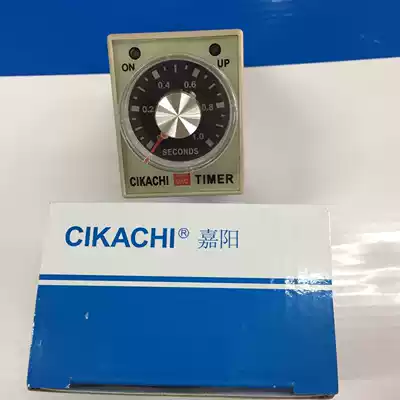 ON UP
0.4 0.6
0.2 0.8
1.0
SECONDS
CIKACHI TIMER
CIKACHI® 嘉阳